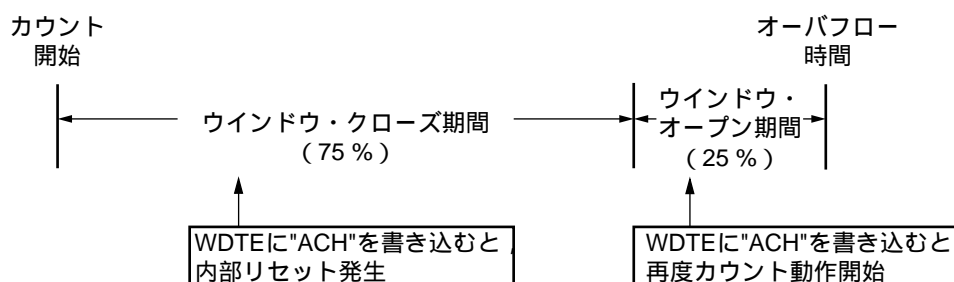 カウント
開始
オーバフロー
時間
ウインドウ・クローズ期間
（75 %）
ウインドウ・
オープン期間
（25 %）
WDTEに"ACH"を書き込むと
内部リセット発生
WDTEに"ACH"を書き込むと
再度カウント動作開始